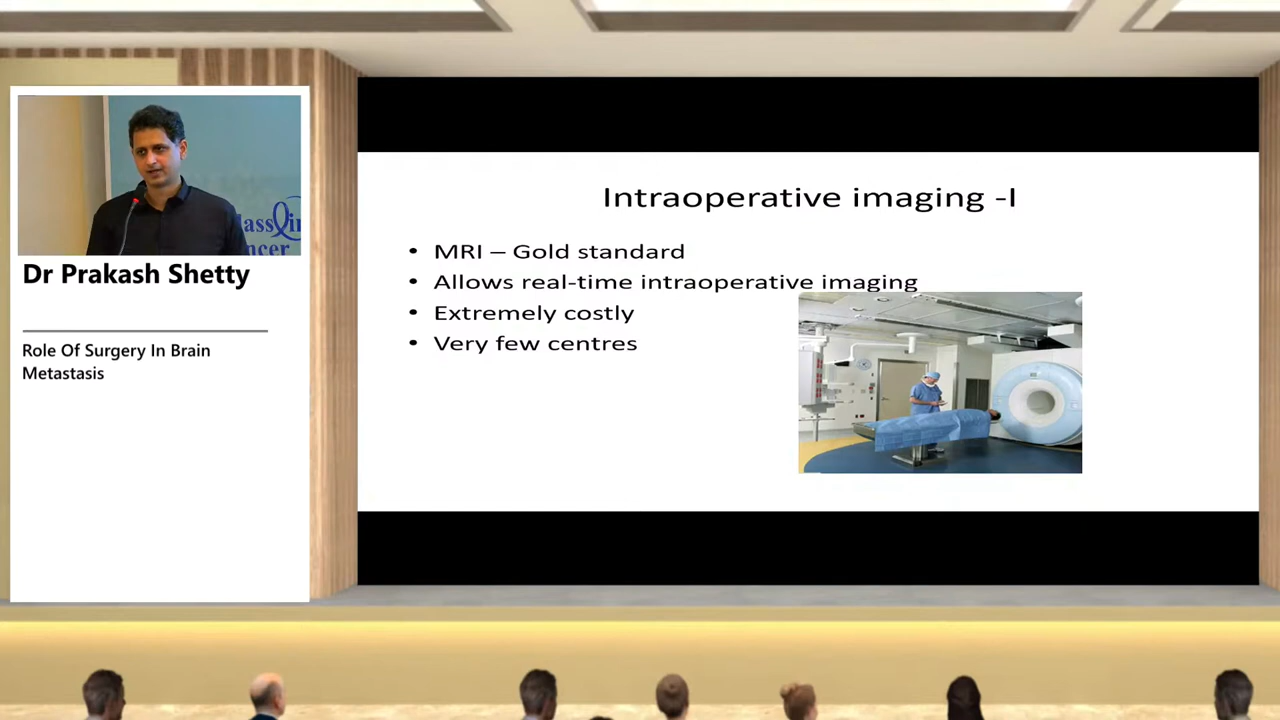 Dr Prakash Shetty
Role Of Surgery In Brain
Metastasis
Intraoperative imaging -I
• MRI – Gold standard
• Allows real-time intraoperative imaging
• Extremely costly
• Very few centres